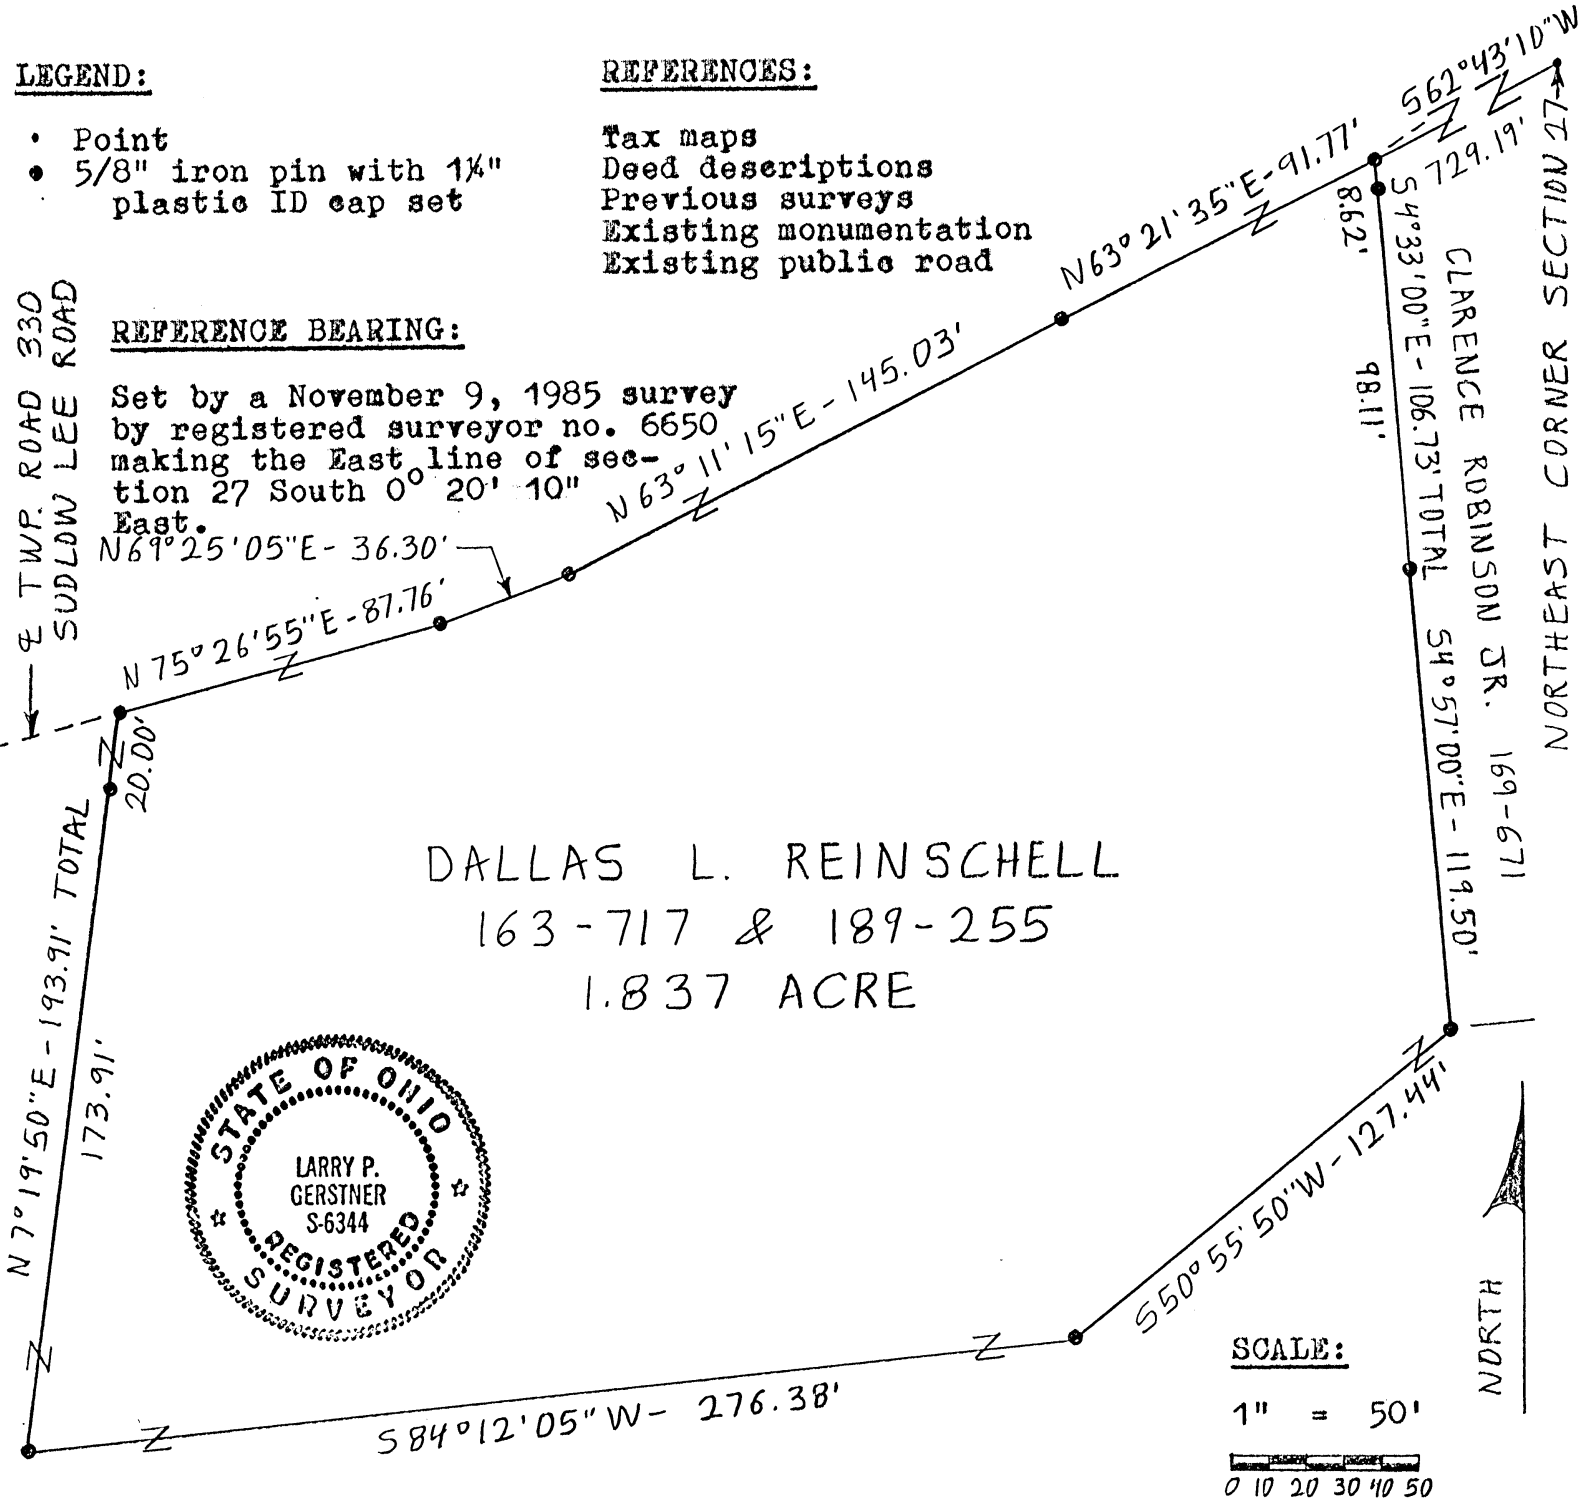 LEGEND:
• Point
● 5/8" iron pin with 1¼"
plastic ID cap set
REFERENCES:
Tax maps
Deed descriptions
Previous surveys
Existing monumentation
Existing public road
REFERENCE BEARING:
Set by a November 9, 1985 survey
by registered surveyor no. 6650
making the East line of sec-
tion 27 South 0° 20' 10"
East.
℄ TWP. ROAD 330
SUDLOW LEE ROAD
N 75° 26' 55" E - 87.76'
N69° 25' 05" E - 36.30'
N 63° 11' 15" E - 145.03'
N63° 21' 35" E - 91.77'
S62° 43' 10" W
729.19'
NORTHEAST CORNER SECTION 27
8.62'
98.11'
S4° 33' 00" E - 106.73' TOTAL
S4° 57' 00" E - 119.50'
CLARENCE ROBINSON JR. 169-671
20.00'
N 7° 19' 50" E - 193.91' TOTAL
173.91'
DALLAS L. REINSCHELL
163-717 & 189-255
1.837 ACRE
STATE OF OHIO
LARRY P.
GERSTNER
S-6344
REGISTERED
SURVEYOR
S50° 55' 50" W - 127.44'
S 84° 12' 05" W - 276.38'
NORTH
SCALE:
1" = 50'
0 10 20 30 40 50